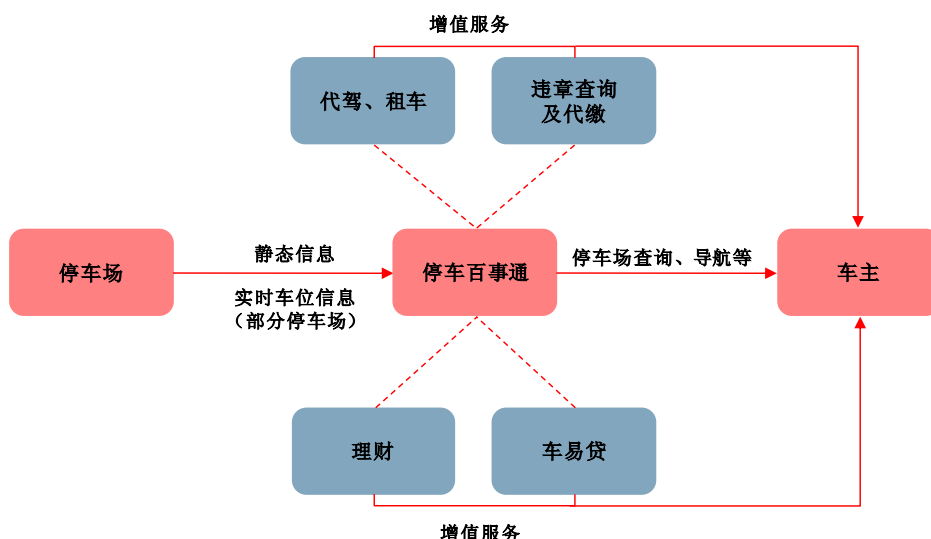 增值服务
代驾、租车
违章查询
及代缴
停车场
静态信息
实时车位信息
（部分停车场）
停车百事通
停车场查询、导航等
车主
理财
车易贷
增值服务